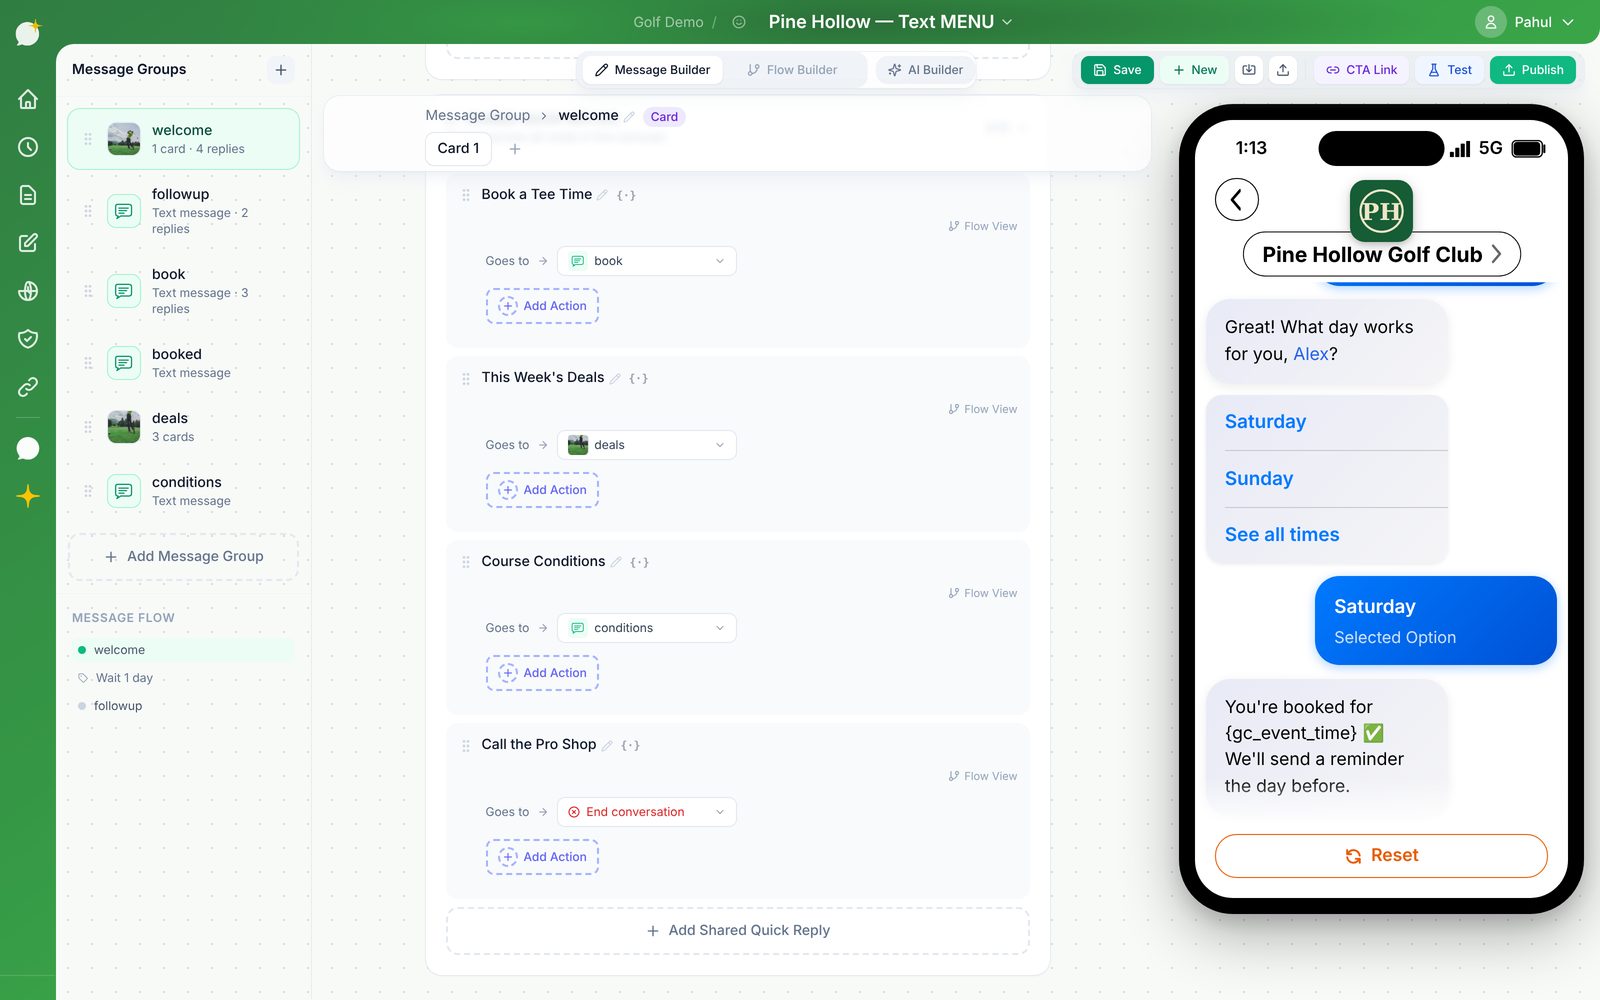 Golf Demo / Pine Hollow — Text MENU
Pahul
Message Groups
welcome
1 card · 4 replies
followup
Text message · 2
replies
book
Text message · 3
replies
booked
Text message
deals
3 cards
conditions
Text message
Add Message Group
MESSAGE FLOW
welcome
Wait 1 day
followup
Message Builder
Flow Builder
AI Builder
Save
New
CTA Link
Test
Publish
Message Group › welcome Card
Card 1
Book a Tee Time {·}
Flow View
Goes to → book
Add Action
This Week's Deals {·}
Flow View
Goes to → deals
Add Action
Course Conditions {·}
Flow View
Goes to → conditions
Add Action
Call the Pro Shop {·}
Flow View
Goes to → End conversation
Add Action
Add Shared Quick Reply
1:13
5G
PH
Pine Hollow Golf Club
Great! What day works
for you, Alex?
Saturday
Sunday
See all times
Saturday
Selected Option
You're booked for
{gc_event_time} ✅
We'll send a reminder
the day before.
Reset